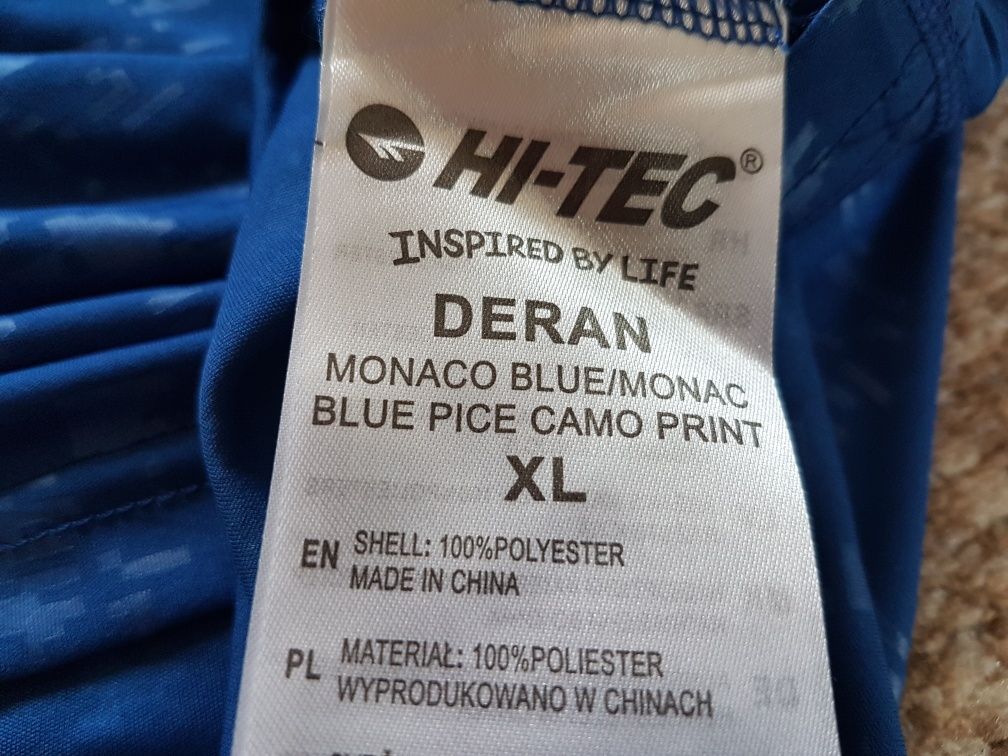 HI-TEC®
INSPIRED BY LIFE
DERAN
MONACO BLUE/MONAC
BLUE PICE CAMO PRINT
XL
EN SHELL: 100%POLYESTER
MADE IN CHINA
PL MATERIAŁ: 100%POLIESTER
WYPRODUKOWANO W CHINACH